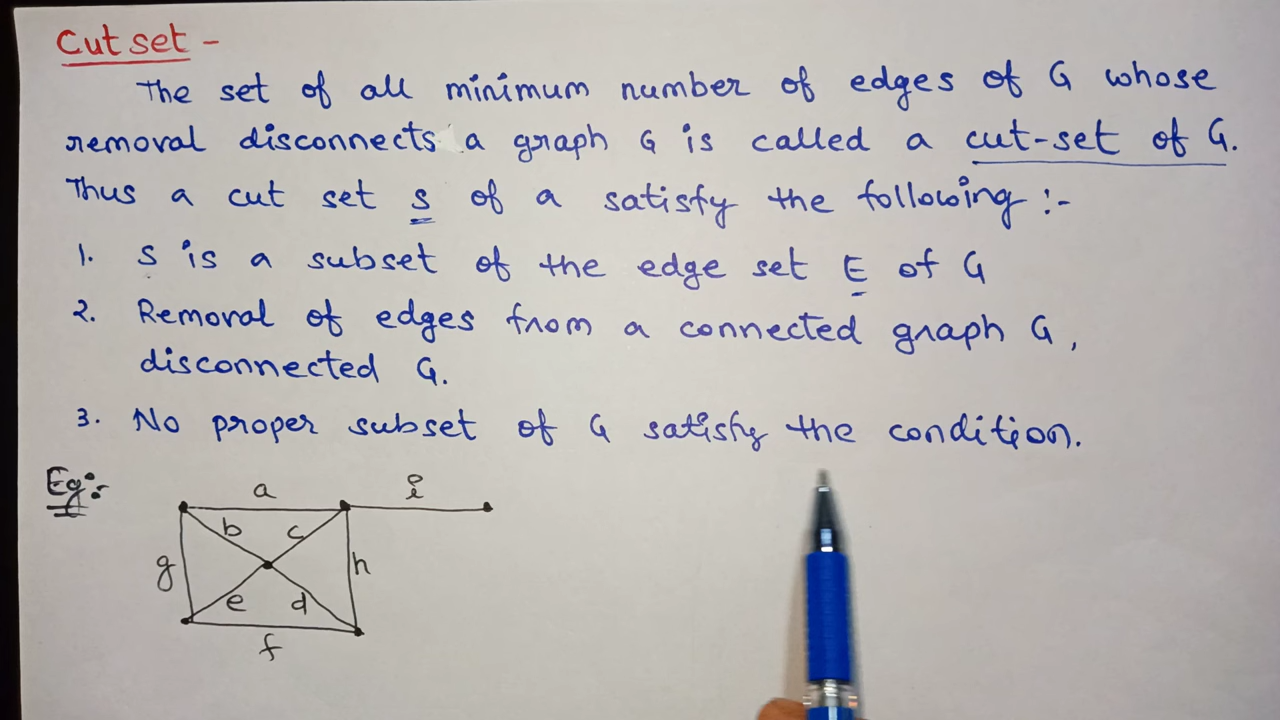 Cut set -
The set of all minimum number of edges of G whose
removal disconnects a graph G is called a cut-set of G.
Thus a cut set S of a satisfy the following :-
1. S is a subset of the edge set E of G
2. Removal of edges from a connected graph G,
disconnected G.
3. No proper subset of G satisfy the condition.
Eg:-
a i
b c
g h
e d
f